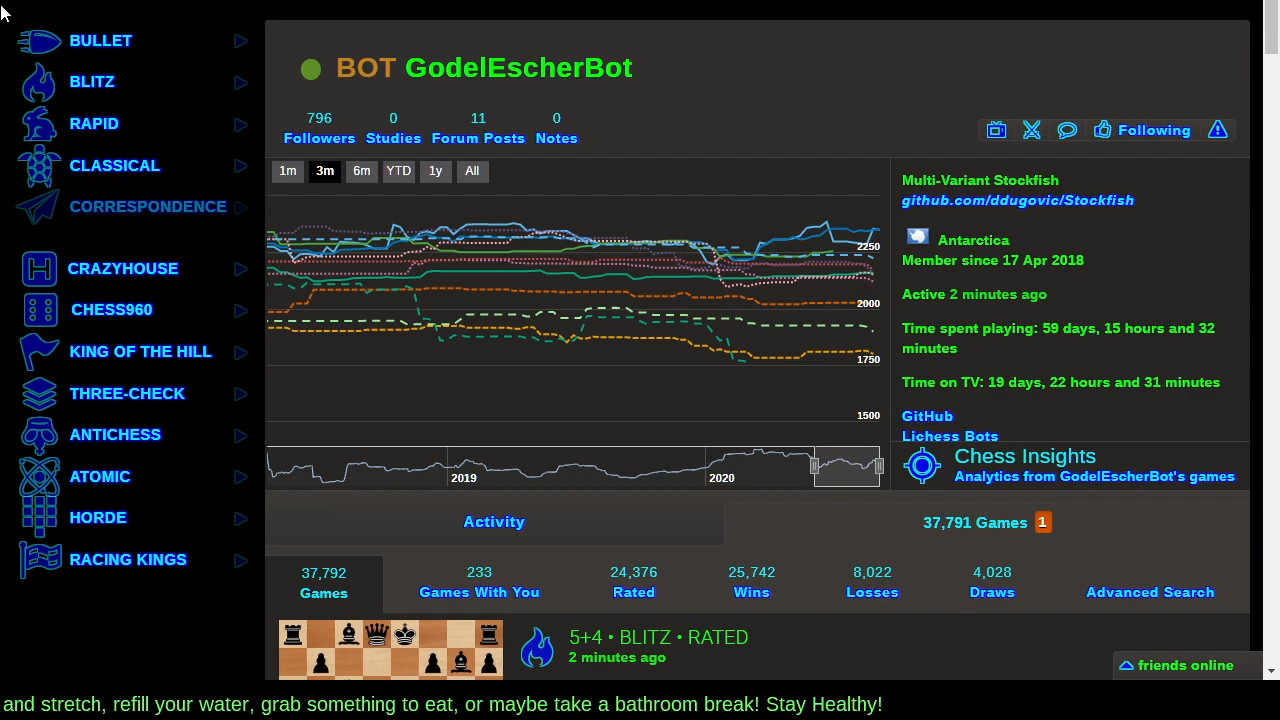 BULLET
BLITZ
RAPID
CLASSICAL
CORRESPONDENCE
CRAZYHOUSE
CHESS960
KING OF THE HILL
THREE-CHECK
ANTICHESS
ATOMIC
HORDE
RACING KINGS
BOT GodelEscherBot
796 0 11 0
Followers Studies Forum Posts Notes
Following
1m 3m 6m YTD 1y All
2250
2000
1750
1500
2019 2020
Multi-Variant Stockfish
github.com/ddugovic/Stockfish
Antarctica
Member since 17 Apr 2018
Active 2 minutes ago
Time spent playing: 59 days, 15 hours and 32
minutes
Time on TV: 19 days, 22 hours and 31 minutes
GitHub
Lichess Bots
Chess Insights
Analytics from GodelEscherBot's games
Activity
37,791 Games 1
37,792 233 24,376 25,742 8,022 4,028
Games Games With You Rated Wins Losses Draws Advanced Search
5+4 • BLITZ • RATED
2 minutes ago
friends online
and stretch, refill your water, grab something to eat, or maybe take a bathroom break! Stay Healthy!